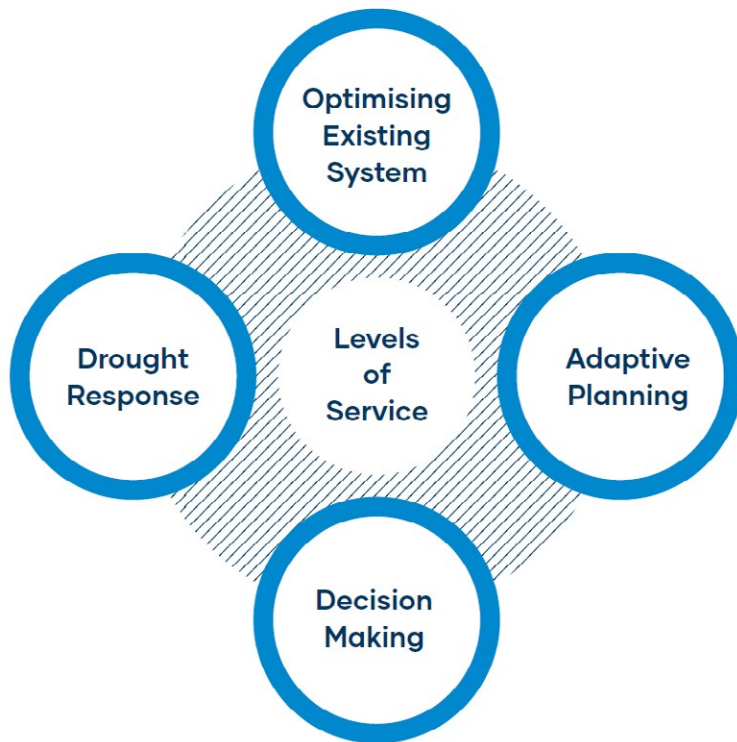 Optimising
Existing
System
Drought
Response
Levels
of
Service
Adaptive
Planning
Decision
Making